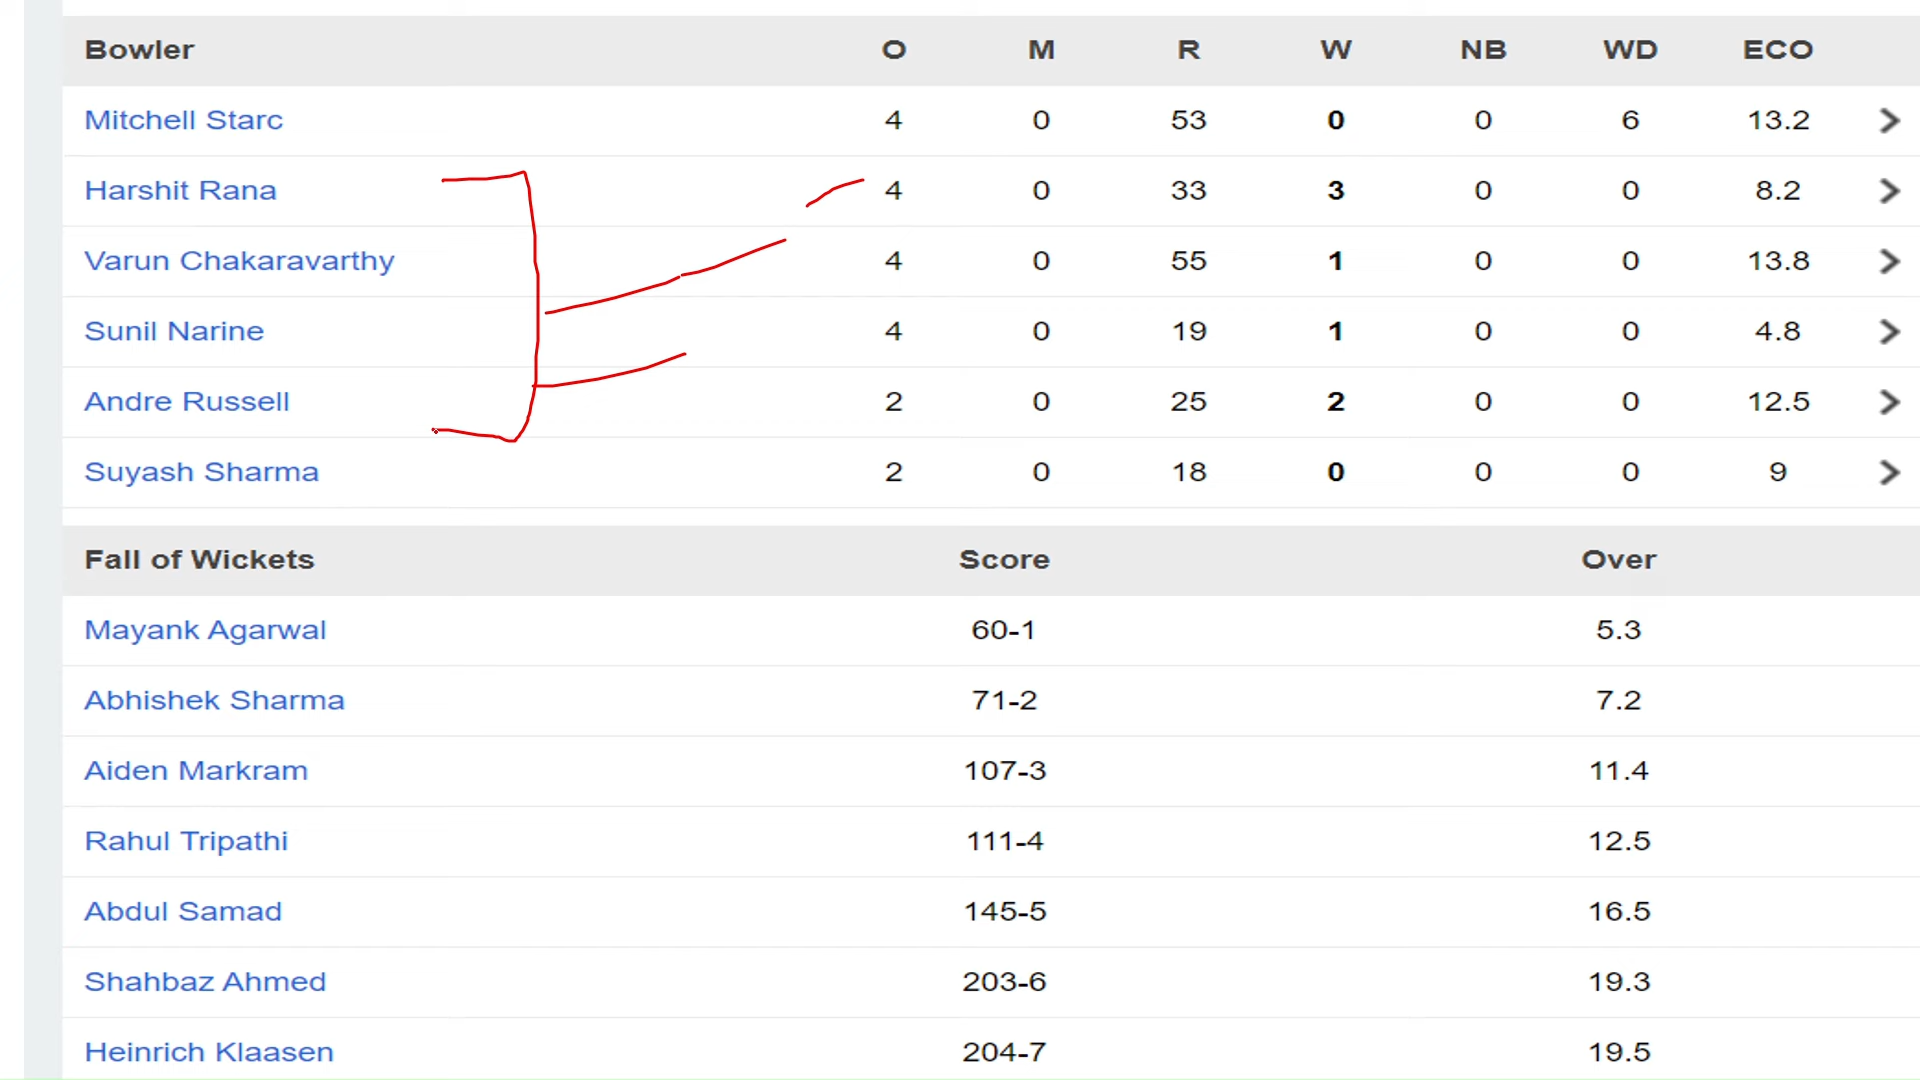 Bowler O M R W NB WD ECO
Mitchell Starc 4 0 53 0 0 6 13.2
Harshit Rana 4 0 33 3 0 0 8.2
Varun Chakaravarthy 4 0 55 1 0 0 13.8
Sunil Narine 4 0 19 1 0 0 4.8
Andre Russell 2 0 25 2 0 0 12.5
Suyash Sharma 2 0 18 0 0 0 9
Fall of Wickets Score Over
Mayank Agarwal 60-1 5.3
Abhishek Sharma 71-2 7.2
Aiden Markram 107-3 11.4
Rahul Tripathi 111-4 12.5
Abdul Samad 145-5 16.5
Shahbaz Ahmed 203-6 19.3
Heinrich Klaasen 204-7 19.5